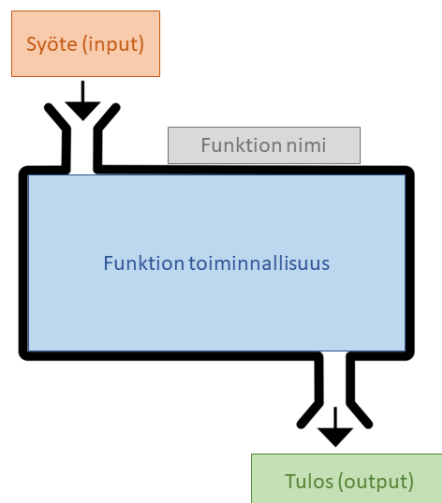 Syöte (input)
Funktion nimi
Funktion toiminnallisuus
Tulos (output)